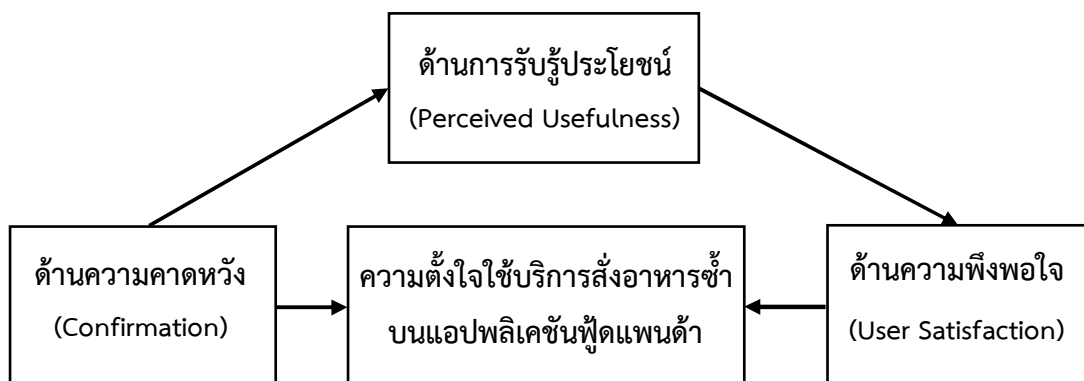 ด้านการรับรู้ประโยชน์
(Perceived Usefulness)
ด้านความคาดหวัง
(Confirmation)
ความตั้งใจใช้บริการสั่งอาหารซ้ำ
บนแอปพลิเคชันฟู้ดแพนด้า
ด้านความพึงพอใจ
(User Satisfaction)